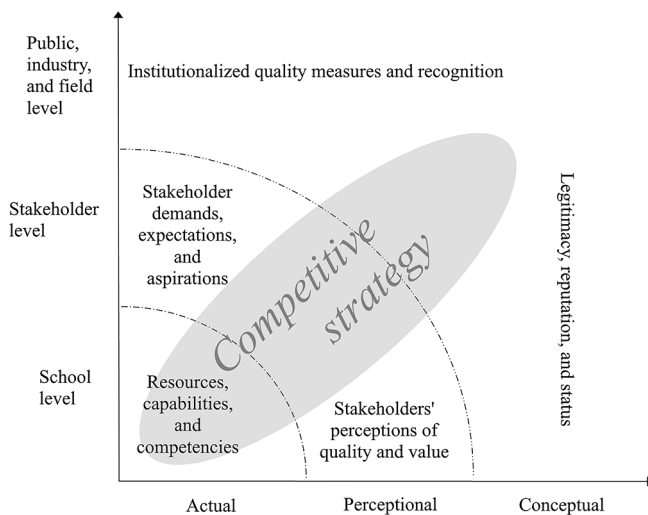 Public,
industry,
and field
level
Institutionalized quality measures and recognition
Stakeholder
level
Stakeholder
demands,
expectations,
and
aspirations
Competitive
strategy
Legitimacy, reputation, and status
School
level
Resources,
capabilities,
and
competencies
Stakeholders'
perceptions of
quality and value
Actual
Perceptional
Conceptual